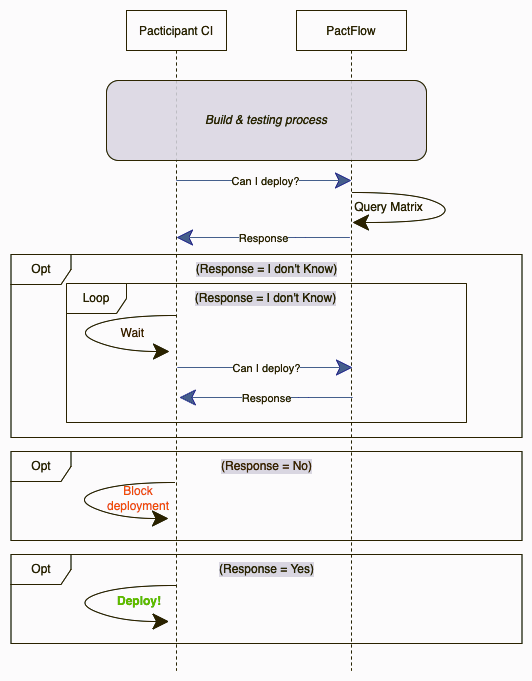 Pacticipant CI
PactFlow
Build & testing process
Can I deploy?
Query Matrix
Response
Opt
(Response = I don't Know)
Loop
(Response = I don't Know)
Wait
Can I deploy?
Response
Opt
(Response = No)
Block
deployment
Opt
(Response = Yes)
Deploy!